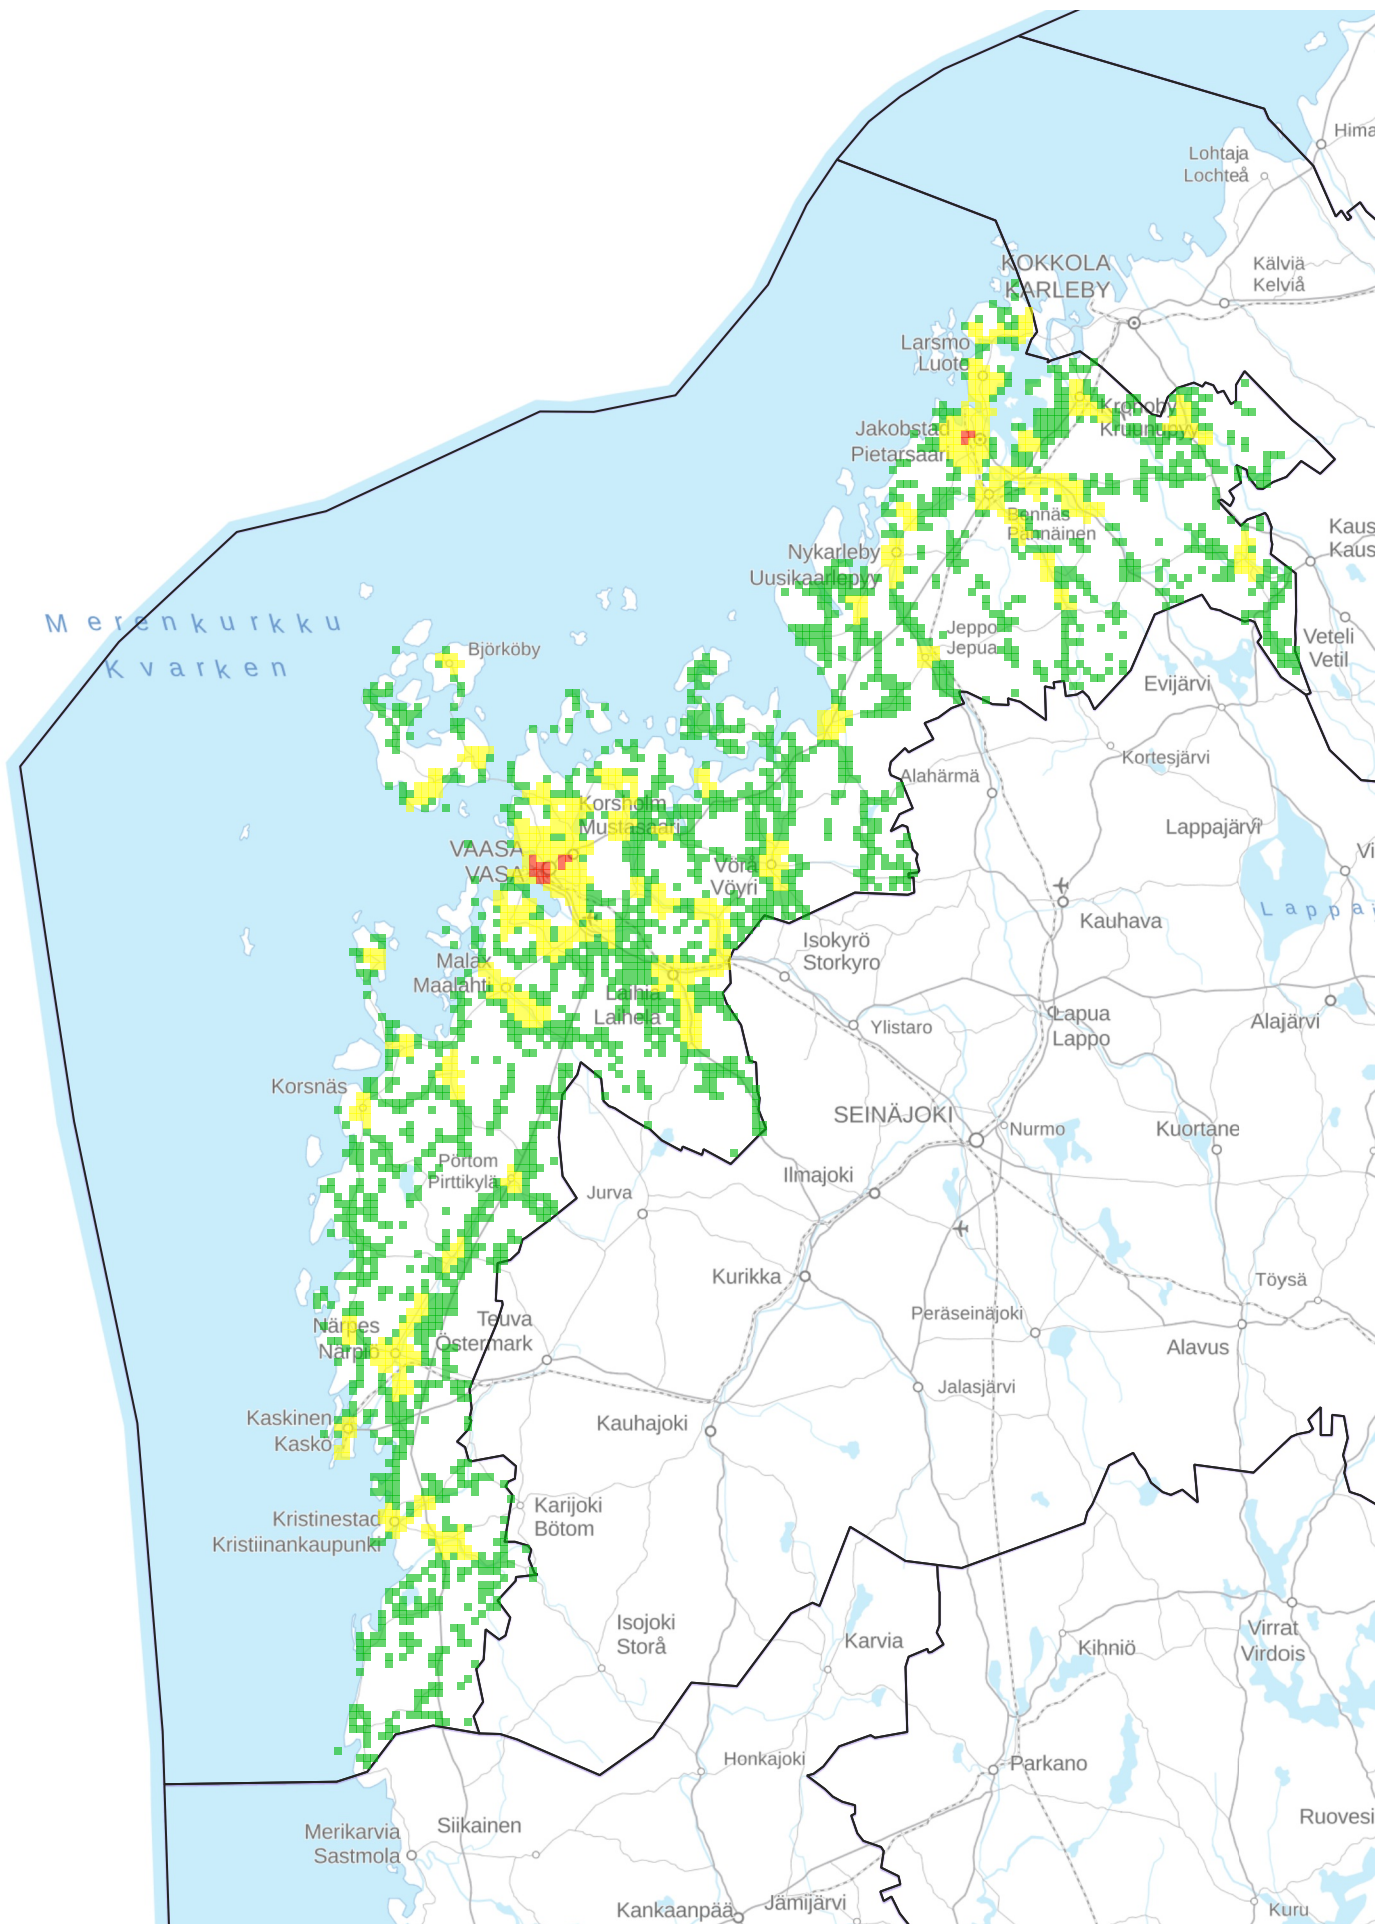 Hima
Lohtaja
Lochteå
KOKKOLA
KARLEBY
Kälviä
Kelviå
Larsmo
Luoto
Kronoby
Kruunupyy
Jakobstad
Pietarsaari
Bennäs
Pännäinen
Kaus
Kaus
Nykarleby
Uusikaarlepyy
Merenkurkku
Kvarken
Björköby
Jeppo
Jepua
Veteli
Vetil
Evijärvi
Kortesjärvi
Alahärmä
Korsholm
Mustasaari
Lappajärvi
VAASA
VASA
Vörå
Vöyri
Vi
Kauhava
Lappaj
Isokyrö
Storkyro
Malax
Maalahti
Laihia
Laihela
Ylistaro
Lapua
Lappo
Alajärvi
Korsnäs
SEINÄJOKI
Nurmo
Kuortane
Pörtom
Pirttikylä
Jurva
Ilmajoki
Kurikka
Töysä
Närpes
Närpiö
Teuva
Östermark
Peräseinäjoki
Alavus
Jalasjärvi
Kaskinen
Kaskö
Kauhajoki
Kristinestad
Kristiinankaupunki
Karijoki
Bötom
Isojoki
Storå
Karvia
Kihniö
Virrat
Virdois
Honkajoki
Parkano
Merikarvia
Sastmola
Siikainen
Ruovesi
Kankaanpää
Jämijärvi
Kuru